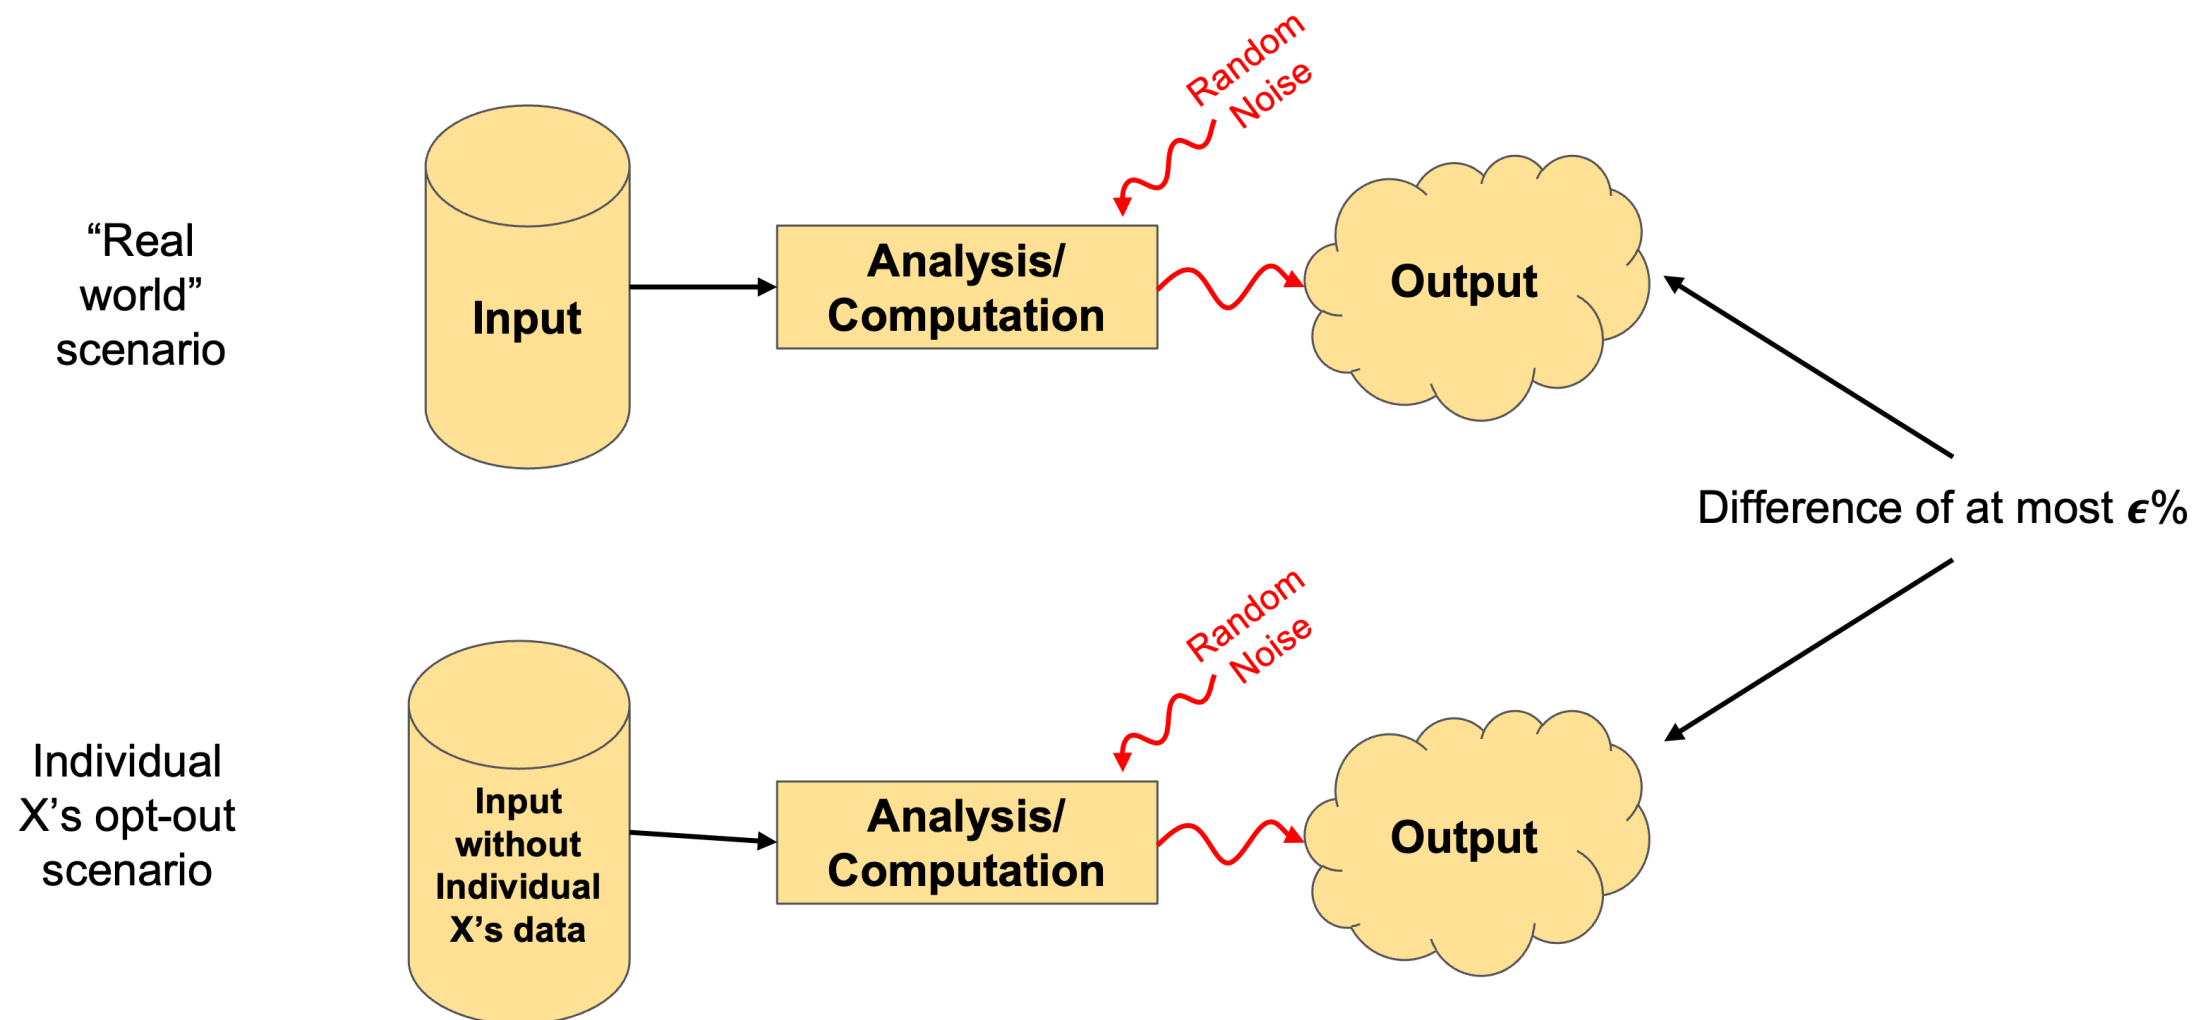 “Real
world”
scenario
Input
Analysis/
Computation
Random
Noise
Output
Difference of at most ϵ%
Individual
X’s opt-out
scenario
Input
without
Individual
X’s data
Analysis/
Computation
Random
Noise
Output